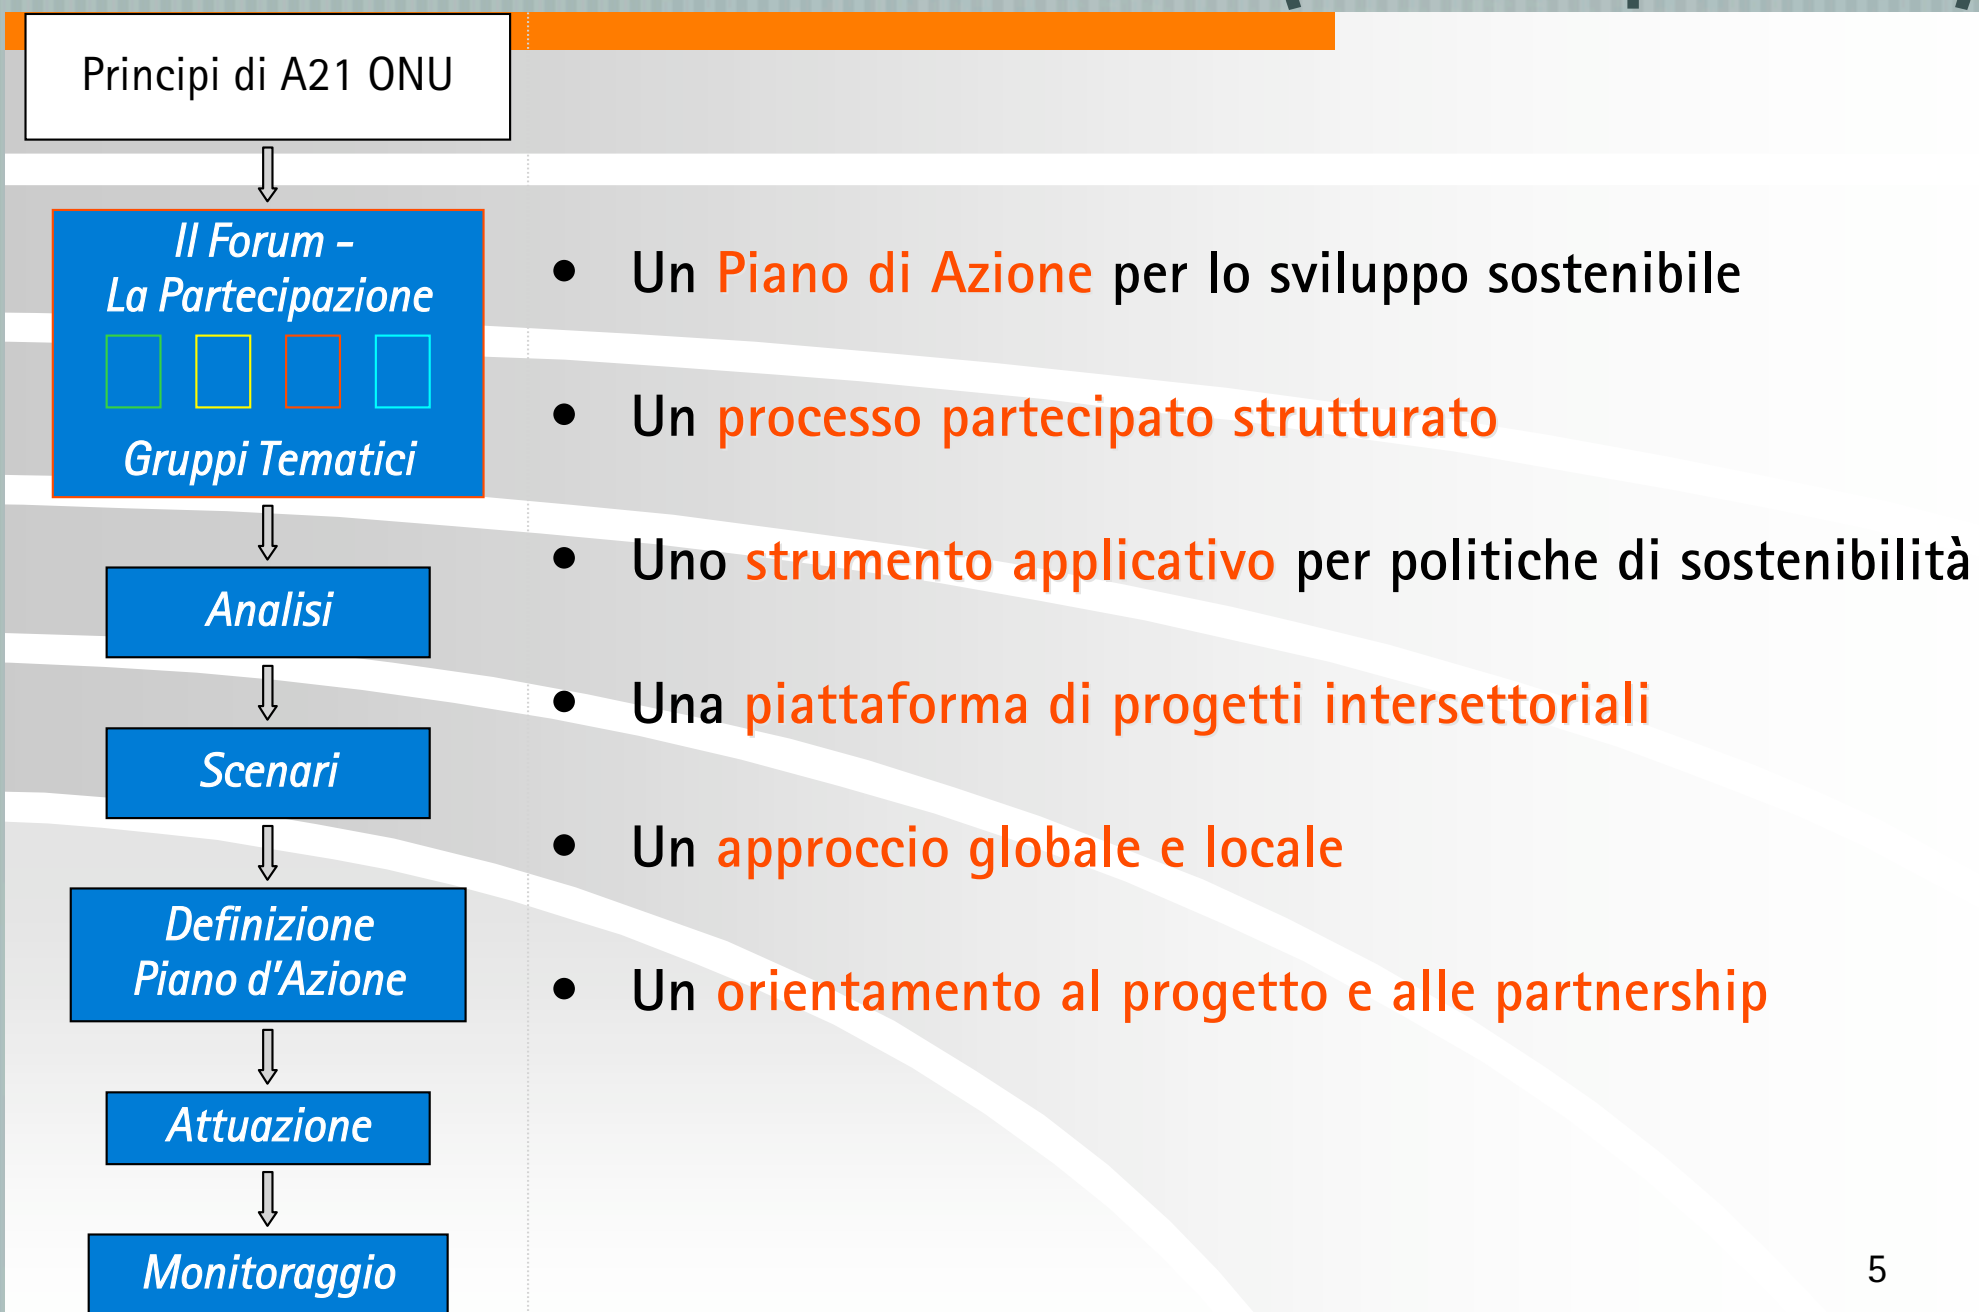 Principi di A21 ONU
Il Forum -
La Partecipazione
Gruppi Tematici
Analisi
Scenari
Definizione
Piano d'Azione
Attuazione
Monitoraggio
• Un Piano di Azione per lo sviluppo sostenibile
• Un processo partecipato strutturato
• Uno strumento applicativo per politiche di sostenibilità
• Una piattaforma di progetti intersettoriali
• Un approccio globale e locale
• Un orientamento al progetto e alle partnership
5